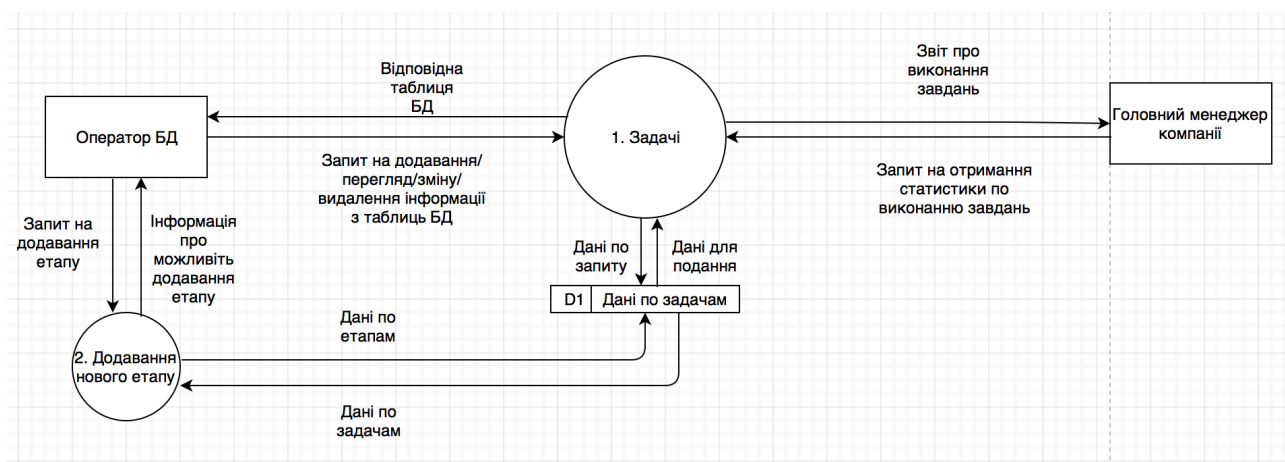 Відповідна
таблиця
БД
Звіт про
виконання
завдань
Оператор БД
1. Задачі
Головний менеджер
компанії
Запит на додавання/
перегляд/зміну/
видалення інформації
з таблиць БД
Запит на отримання
статистики по
виконанню завдань
Запит на
додавання
етапу
Інформація
про
можливіть
додавання
етапу
Дані по
запиту
Дані для
подання
D1 Дані по задачам
Дані по
етапам
2. Додавання
нового етапу
Дані по
задачам